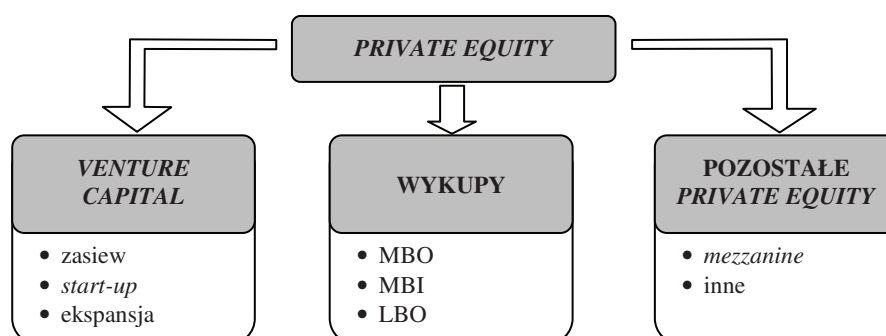 PRIVATE EQUITY
VENTURE
CAPITAL
• zasiew
• start-up
• ekspansja
WYKUPY
• MBO
• MBI
• LBO
POZOSTAŁE
PRIVATE EQUITY
• mezzanine
• inne